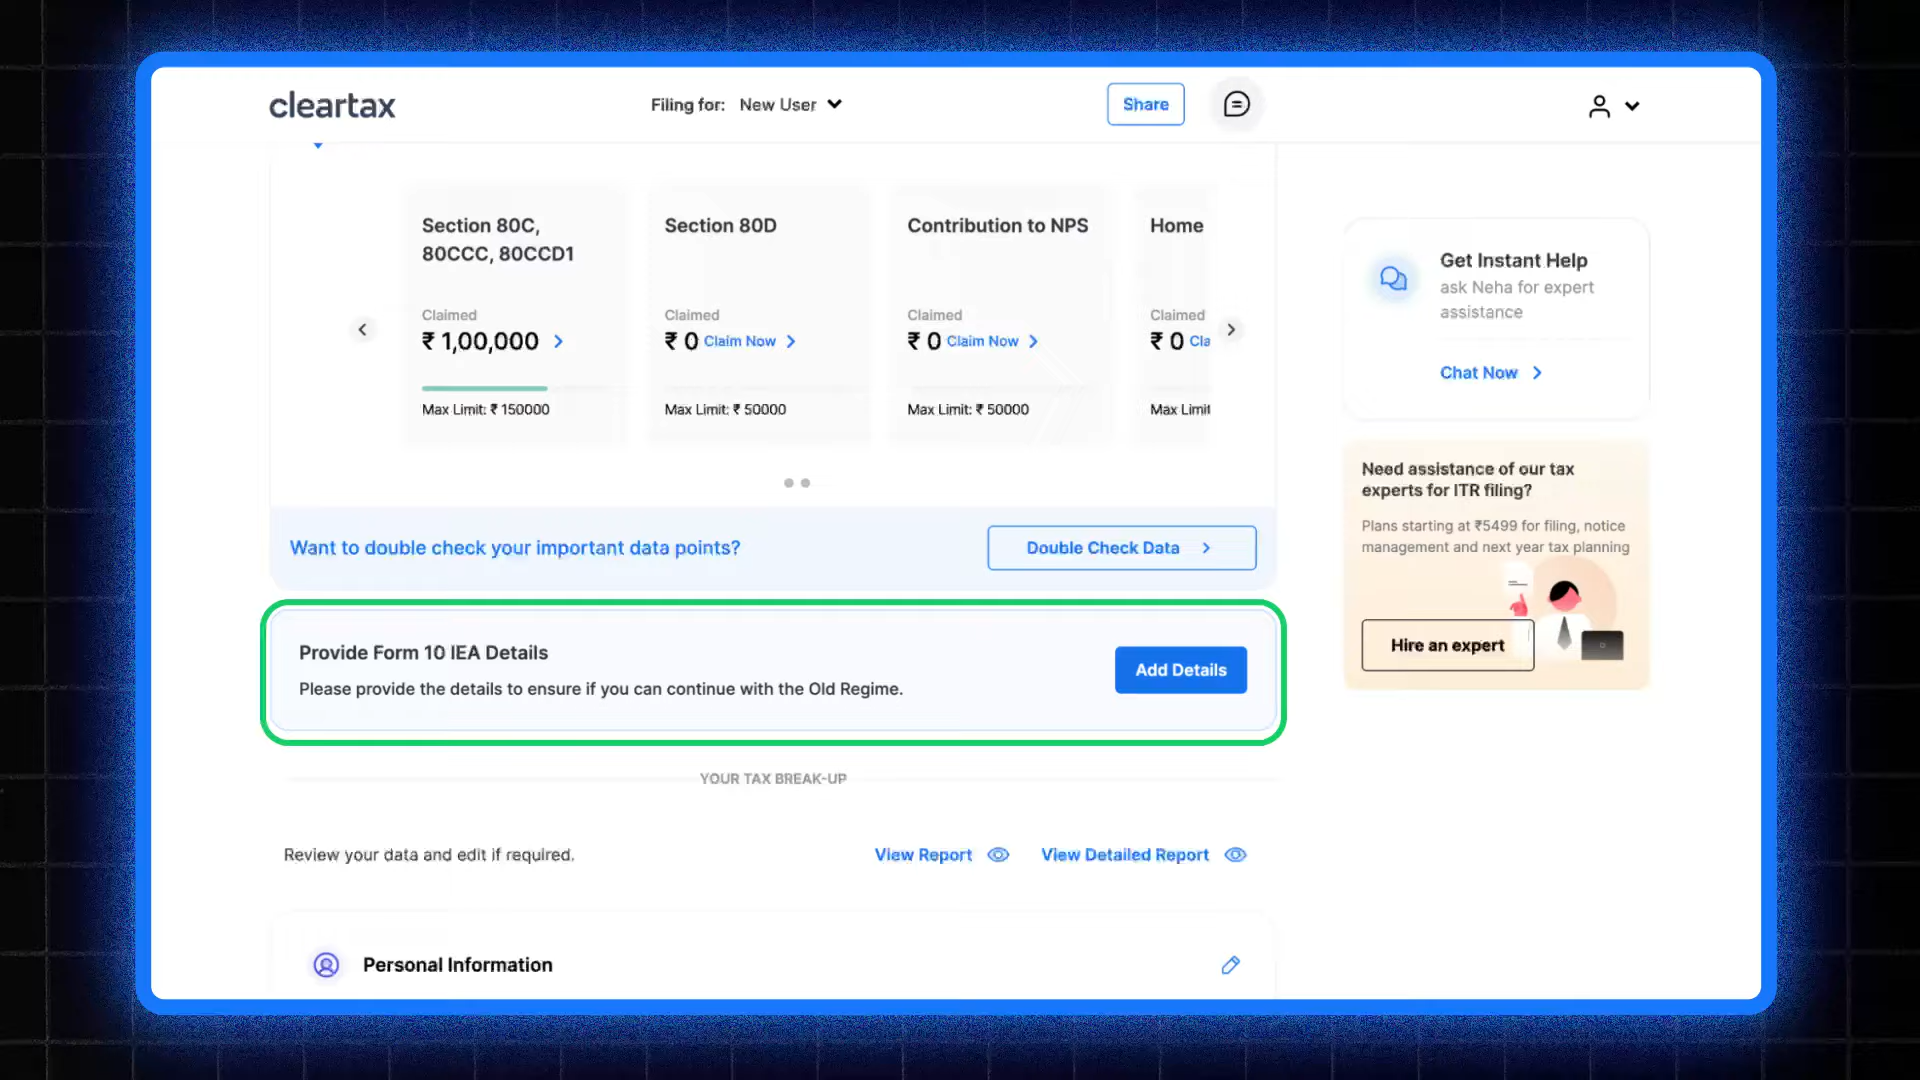 cleartax
Filing for: New User
Share
Section 80C,
80CCC, 80CCD1
Claimed
₹ 1,00,000
Max Limit: ₹ 150000
Section 80D
Claimed
₹ 0 Claim Now
Max Limit: ₹ 50000
Contribution to NPS
Claimed
₹ 0 Claim Now
Max Limit: ₹ 50000
Home
Claimed
₹ 0 Cla
Max Limit
Want to double check your important data points?
Double Check Data
Provide Form 10 IEA Details
Please provide the details to ensure if you can continue with the Old Regime.
Add Details
YOUR TAX BREAK-UP
Review your data and edit if required.
View Report
View Detailed Report
Personal Information
Get Instant Help
ask Neha for expert
assistance
Chat Now
Need assistance of our tax
experts for ITR filing?
Plans starting at ₹5499 for filing, notice
management and next year tax planning
Hire an expert